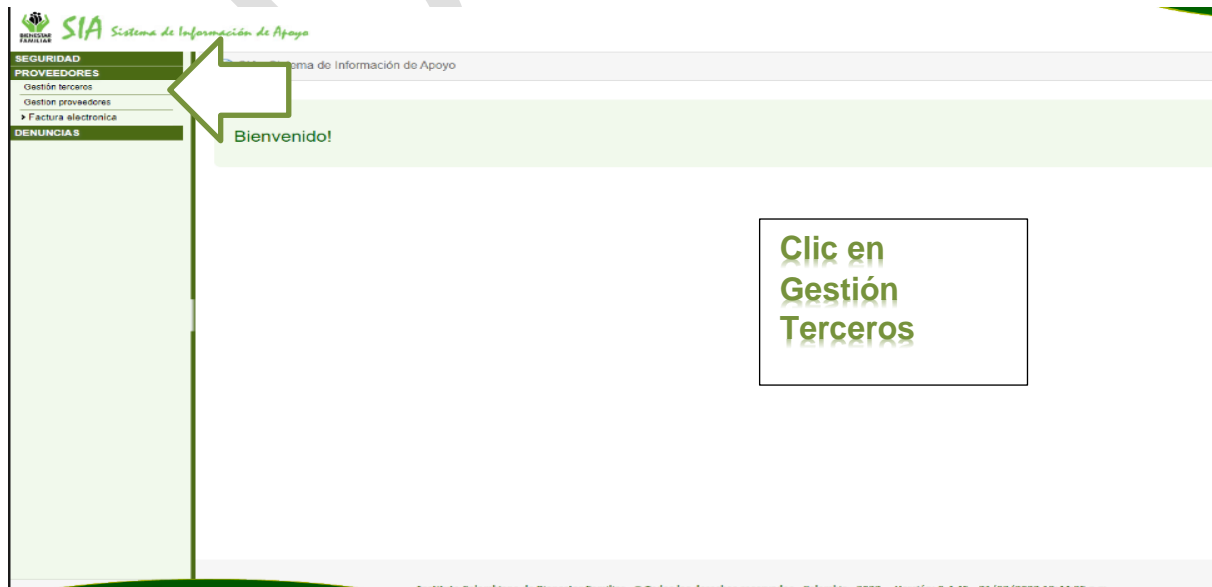 BIENESTAR
FAMILIAR
SIA Sistema de Información de Apoyo
SEGURIDAD
PROVEEDORES
Gestión terceros
Gestion proveedores
Factura electronica
DENUNCIAS
de Información de Apoyo
Bienvenido!
Clic en
Gestión
Terceros